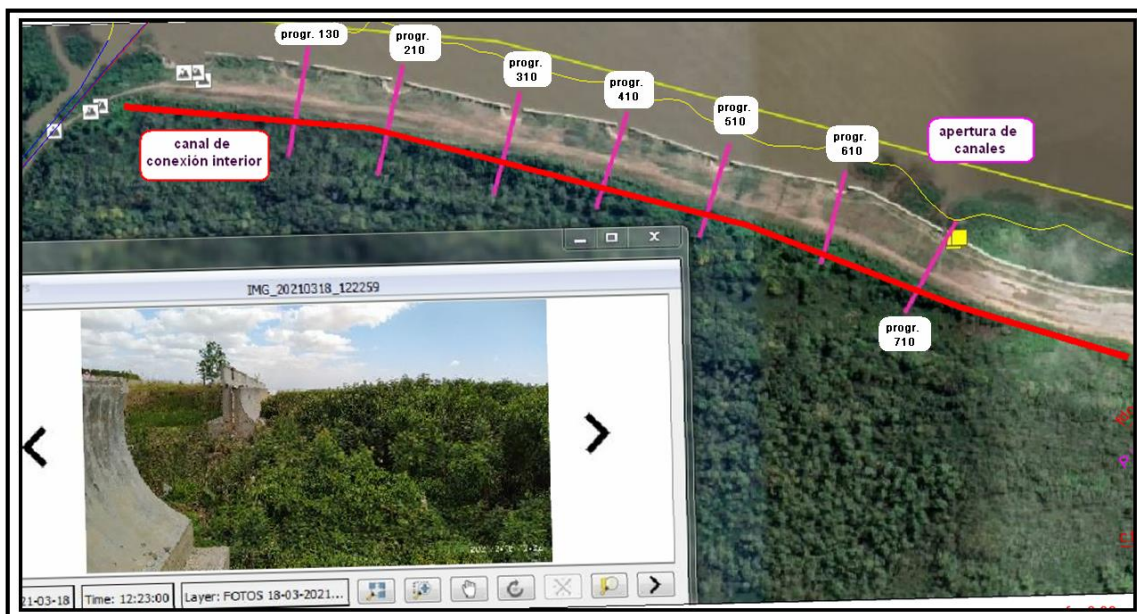 progr. 130
progr.
210
progr.
310
progr.
410
progr.
510
progr.
610
apertura de
canales
canal de
conexión interior
progr.
710
IMG_20210318_122259
21-03-18
Time: 12:23:00
Layer: FOTOS 18-03-2021...